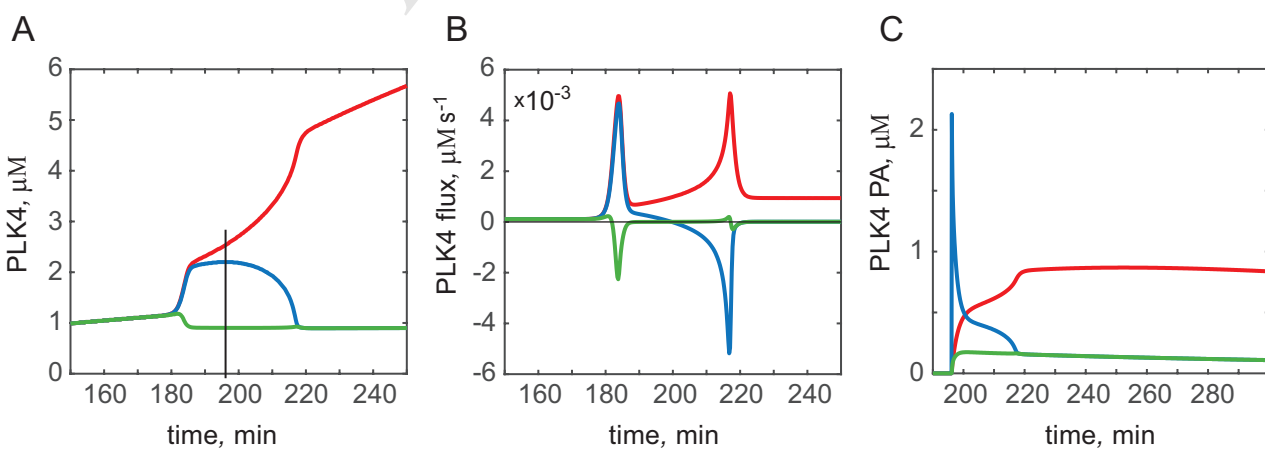 A
PLK4, μM
6
5
4
3
2
1
0
160 180 200 220 240
time, min
B
PLK4 flux, μM s⁻¹
×10⁻³
6
4
2
0
-2
-4
-6
160 180 200 220 240
time, min
C
PLK4 PA, μM
2
1
0
200 220 240 260 280
time, min